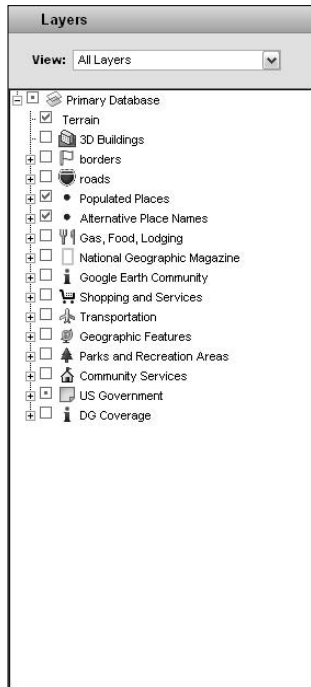 Layers
View: All Layers
Primary Database
Terrain
3D Buildings
borders
roads
Populated Places
Alternative Place Names
Gas, Food, Lodging
National Geographic Magazine
Google Earth Community
Shopping and Services
Transportation
Geographic Features
Parks and Recreation Areas
Community Services
US Government
DG Coverage